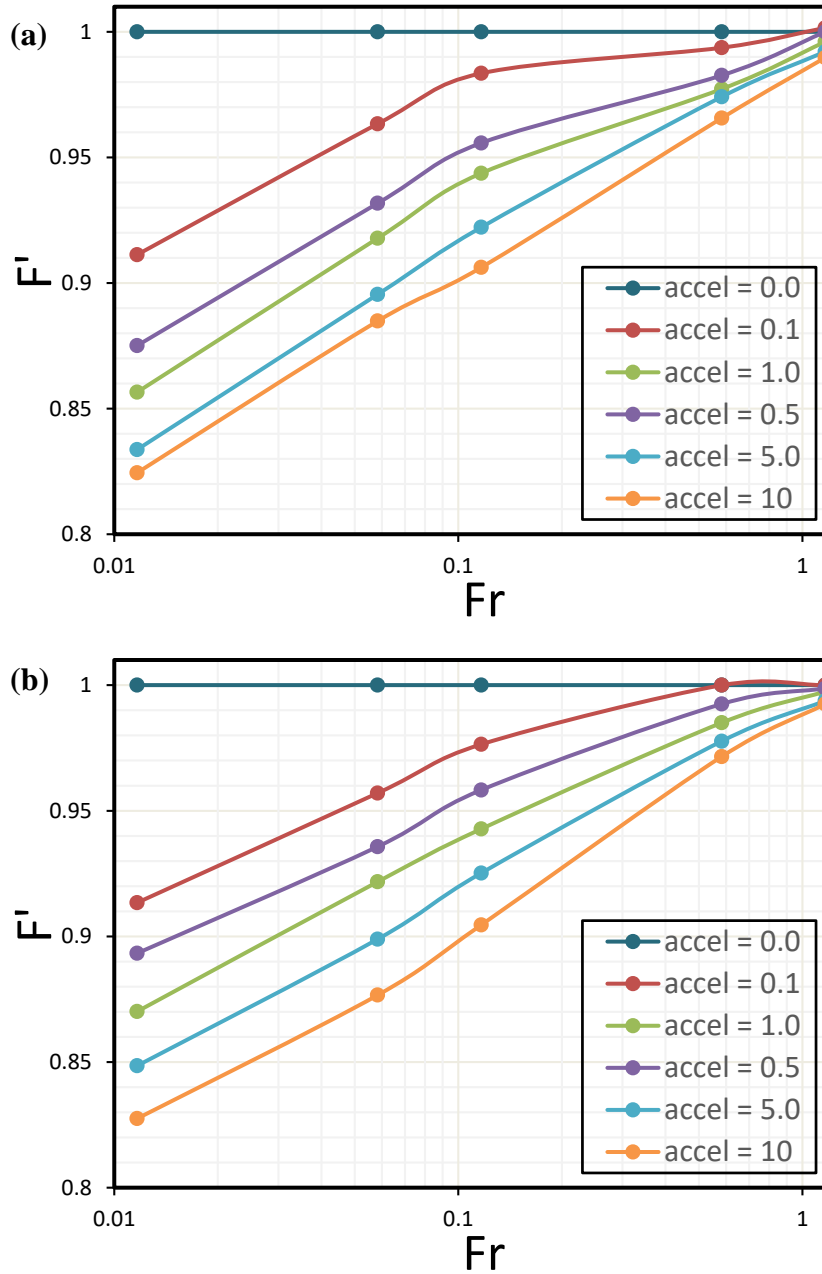 (a)
1
0.95
0.9
0.85
0.8
F'
accel = 0.0
accel = 0.1
accel = 1.0
accel = 0.5
accel = 5.0
accel = 10
0.01 0.1 1
Fr
(b)
1
0.95
0.9
0.85
0.8
F'
accel = 0.0
accel = 0.1
accel = 1.0
accel = 0.5
accel = 5.0
accel = 10
0.01 0.1 1
Fr